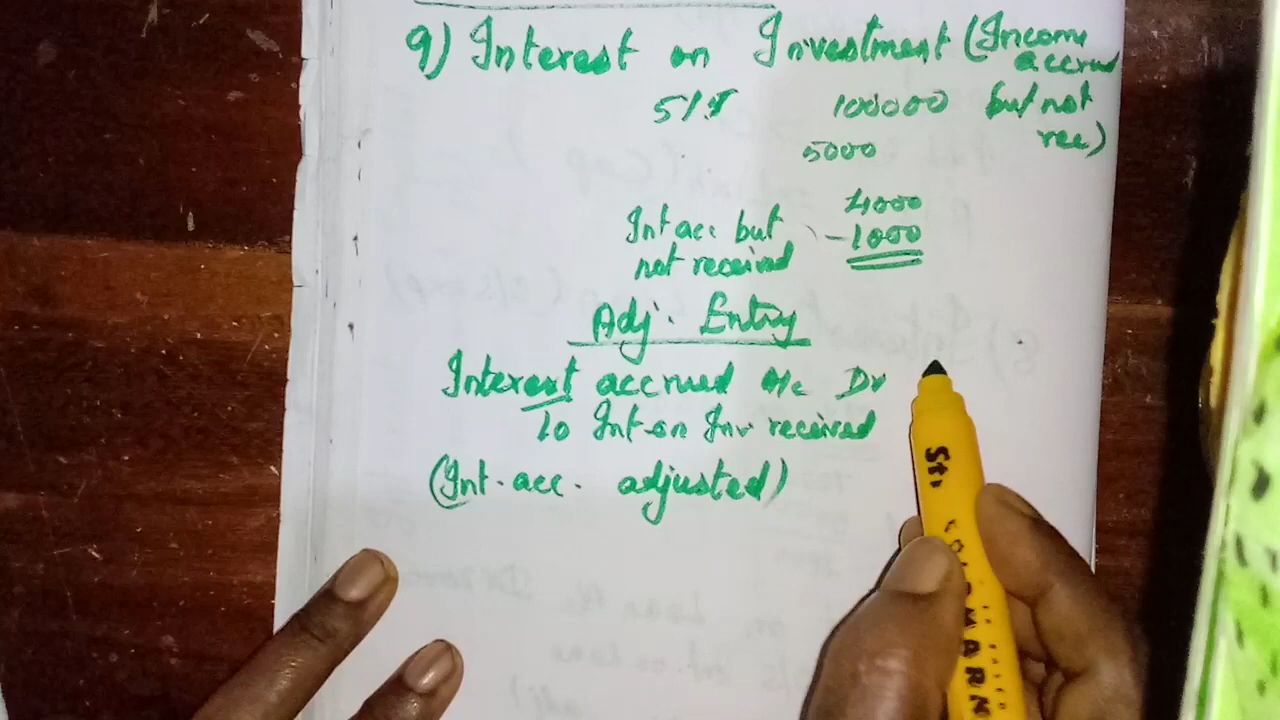 9) Interest on Investment (Income accrued
5% 100000 but not
5000 rec)
4000
Int acc but - 1000
not received
Adj. Entry
Interest accrued A/c Dr
To Int on Inv received
(Int. acc. adjusted)